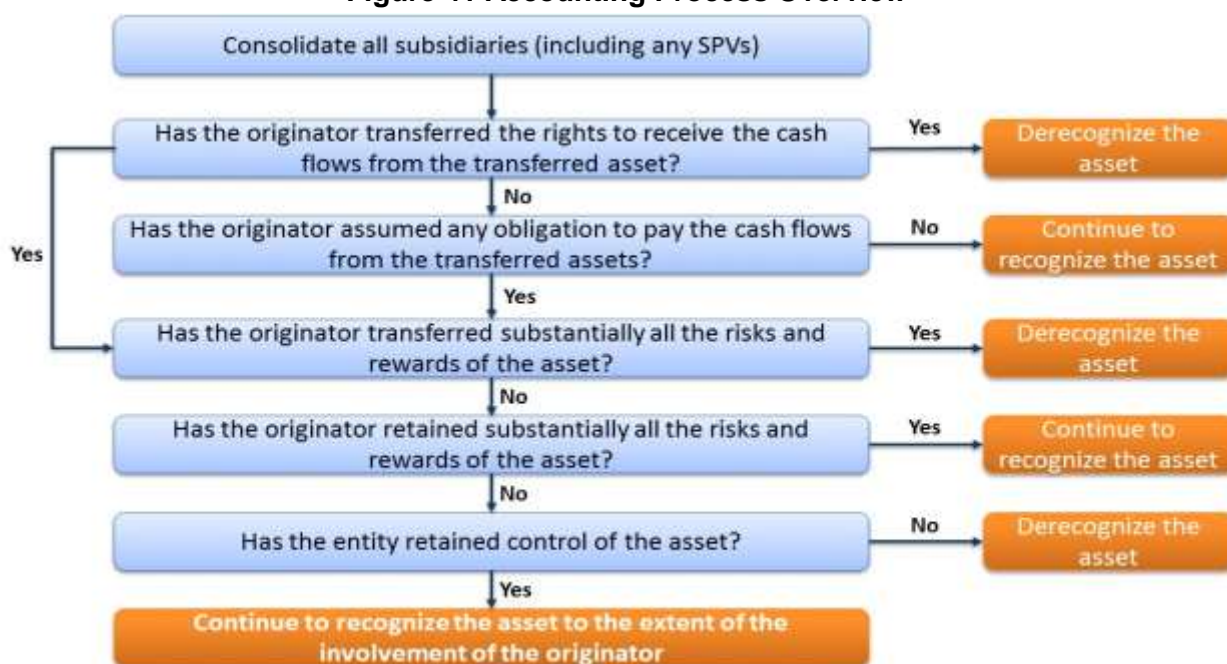 Consolidate all subsidiaries (including any SPVs)
Has the originator transferred the rights to receive the cash
flows from the transferred asset?
Yes
Derecognize the
asset
No
Yes
Has the originator assumed any obligation to pay the cash flows
from the transferred assets?
No
Continue to
recognize the asset
Yes
Has the originator transferred substantially all the risks and
rewards of the asset?
Yes
Derecognize the
asset
No
Has the originator retained substantially all the risks and
rewards of the asset?
Yes
Continue to
recognize the asset
No
Has the entity retained control of the asset?
No
Derecognize the
asset
Yes
Continue to recognize the asset to the extent of the
involvement of the originator